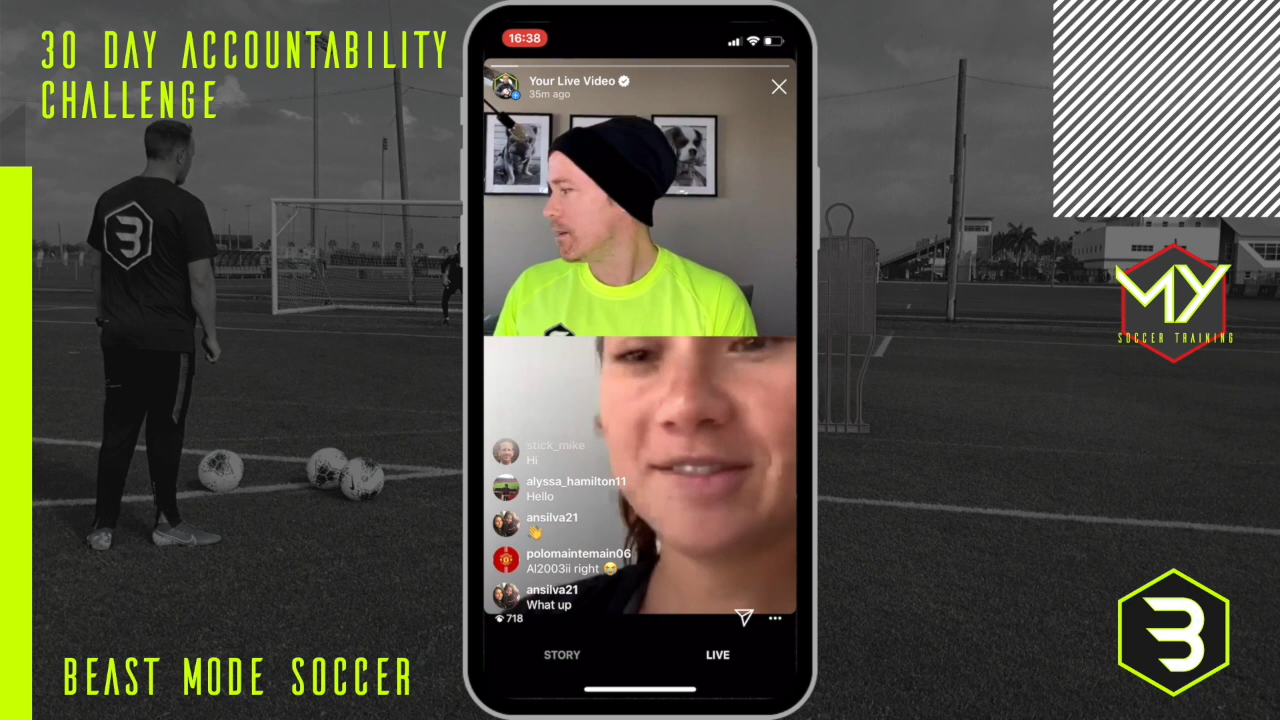 30 DAY ACCOUNTABILITY
CHALLENGE
16:38
Your Live Video
35m ago
stick_mike
Hi
alyssa_hamilton11
Hello
ansilva21
👋
polomaintemain06
Al2003ii right 😭
ansilva21
What up
718
STORY
LIVE
MY
SOCCER TRAINING
B
B
BEAST MODE SOCCER